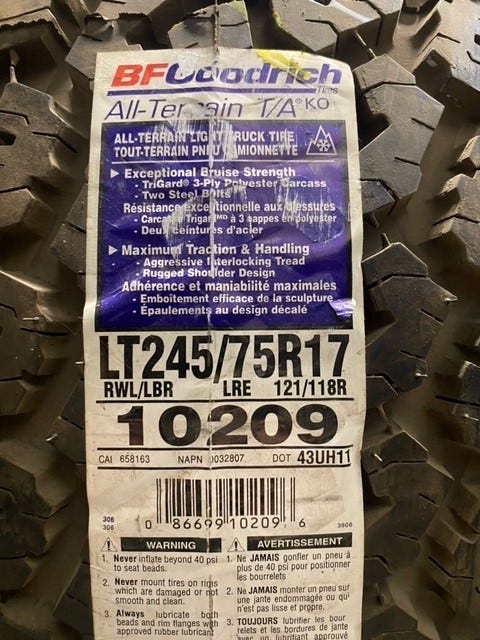 BFGoodrich
Tires
All-Terrain T/A® KO
ALL-TERRAIN LIGHT TRUCK TIRE
TOUT-TERRAIN PNEU CAMIONNETTE
▶ Exceptional Bruise Strength
- TriGard® 3-Ply Polyester Carcass
- Two Steel Belts
Résistance exceptionnelle aux blessures
- Carcasse Trigard MD à 3 nappes en polyester
- Deux ceintures d'acier
▶ Maximum Traction & Handling
- Aggressive Interlocking Tread
- Rugged Shoulder Design
Adhérence et maniabilité maximales
- Emboîtement efficace de la sculpture
- Épaulements au design décalé
LT245/75R17
RWL/LBR LRE 121/118R
10209
CAI 658163 NAPN 0032807 DOT 43UH11
306
306
0 86699 10209 6
3906
WARNING
1. Never inflate beyond 40 psi
to seat beads.
2. Never mount tires on rims
which are damaged or not
smooth and clean.
3. Always lubricate both
beads and rim flanges with
approved rubber lubricant
AVERTISSEMENT
1. Ne JAMAIS gonfler un pneu à
plus de 40 psi pour positionner
les bourrelets
2. Ne JAMAIS monter un pneu sur
une jante endommagée ou qui
n'est pas lisse et propre.
3. TOUJOURS lubrifier les bour
relets et les bordures de jante
avec un lubrifiant approuvé